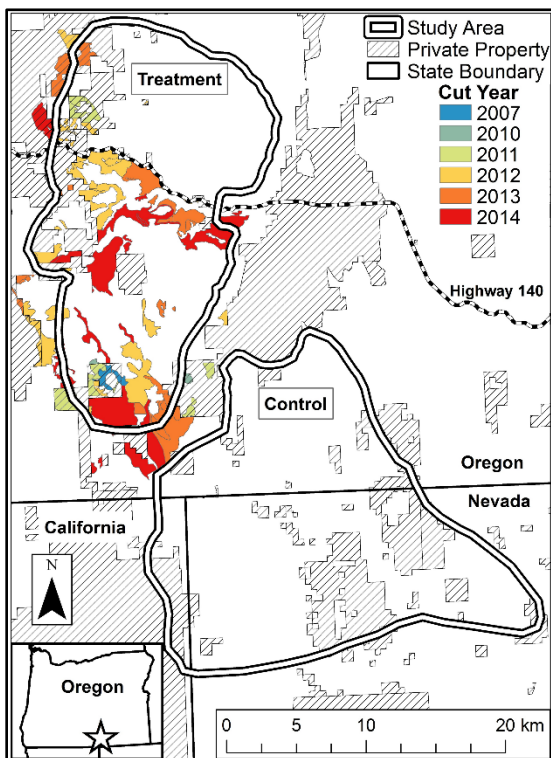 Study Area
Private Property
State Boundary
Cut Year
2007
2010
2011
2012
2013
2014
Treatment
Highway 140
Control
Oregon
Nevada
California
N
Oregon
0 5 10 20 km